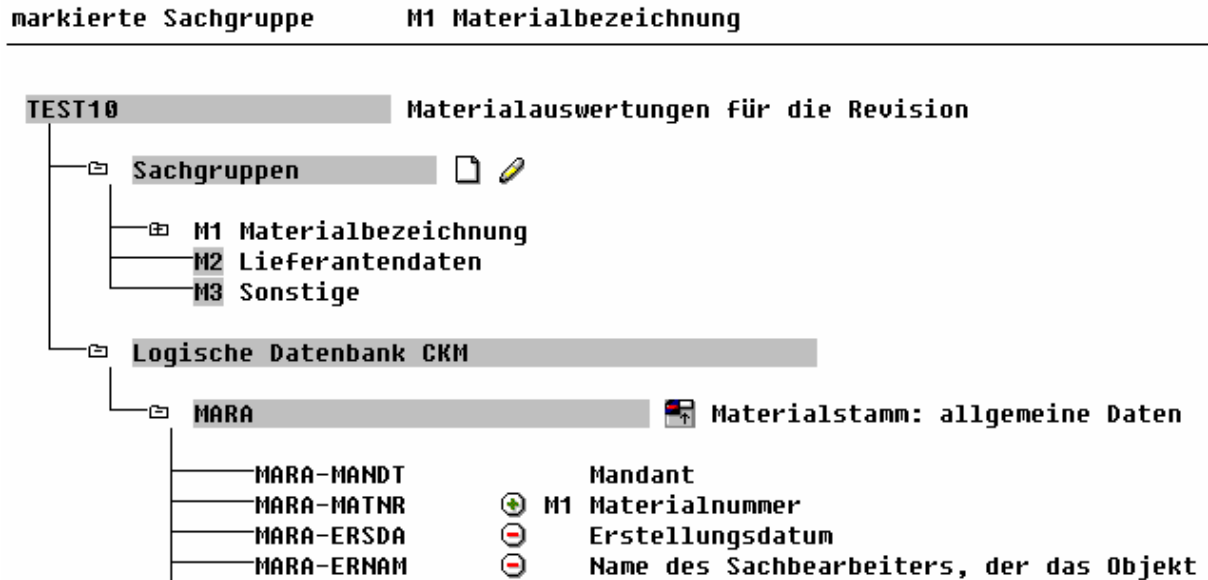 markierte Sachgruppe M1 Materialbezeichnung
TEST10 Materialauswertungen für die Revision
Sachgruppen
M1 Materialbezeichnung
M2 Lieferantendaten
M3 Sonstige
Logische Datenbank CKM
MARA Materialstamm: allgemeine Daten
MARA-MANDT Mandant
MARA-MATNR M1 Materialnummer
MARA-ERSDA Erstellungsdatum
MARA-ERNAM Name des Sachbearbeiters, der das Objekt